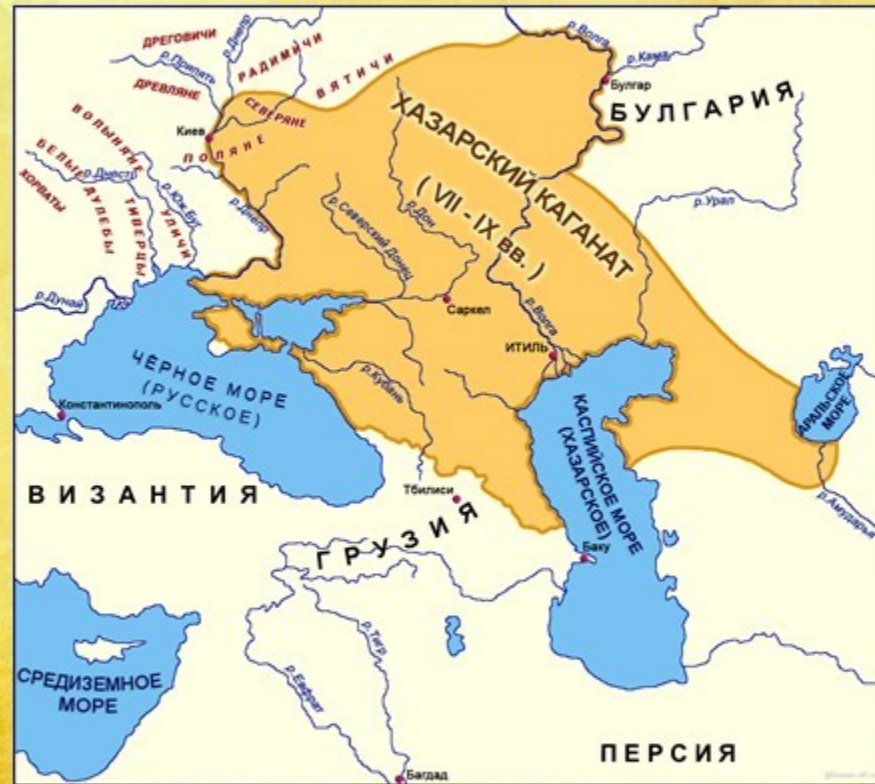 ДРЕГОВИЧИ
р.Припять
р.Днепр
РАДИМИЧИ
ВЯТИЧИ
р.Волга
р.Кама
Булгар
БУЛГАРИЯ
ДРЕВЛЯНЕ
СЕВЕРЯНЕ
Киев
ПОЛЯНЕ
ВОЛЫНЯНЕ
БЕЛЫЕ
ХОРВАТЫ
р.Днестр
ДУЛЕБЫ
ТИВЕРЦЫ
УЛИЧИ
р.Юж.Буг
р.Днепр
р.Дунай
ХАЗАРСКИЙ КАГАНАТ
( VII - IX вв. )
р.Северский Донец
р.Дон
р.Урал
Саркел
р.Волга
ИТИЛЬ
р.Кубань
ЧЁРНОЕ МОРЕ
(РУССКОЕ)
Константинополь
АРАЛЬСКОЕ
МОРЕ
КАСПИЙСКОЕ МОРЕ
(ХАЗАРСКОЕ)
р.Амударья
ВИЗАНТИЯ
Тбилиси
ГРУЗИЯ
Баку
р.Тигр
р.Евфрат
СРЕДИЗЕМНОЕ
МОРЕ
Багдад
ПЕРСИЯ